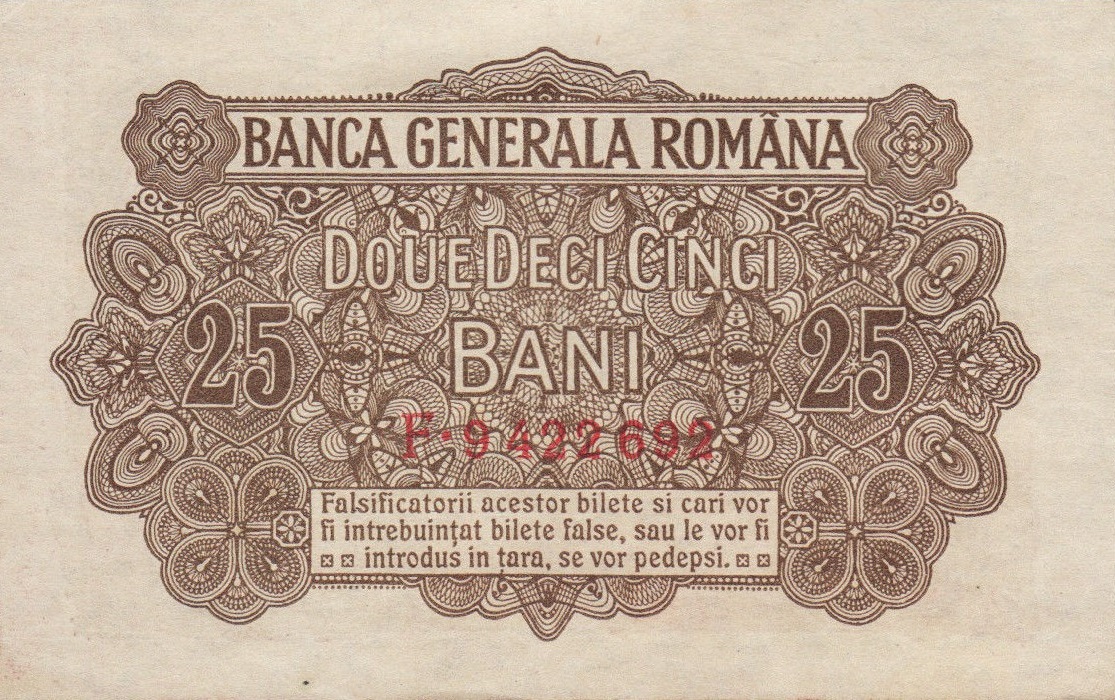 BANCA GENERALA ROMÂNA
DOUE DECI CINCI
25 BANI 25
F·9422692
Falsificatorii acestor bilete si cari vor
fi intrebuințat bilete false, sau le vor fi
introdus in țara, se vor pedepsi.